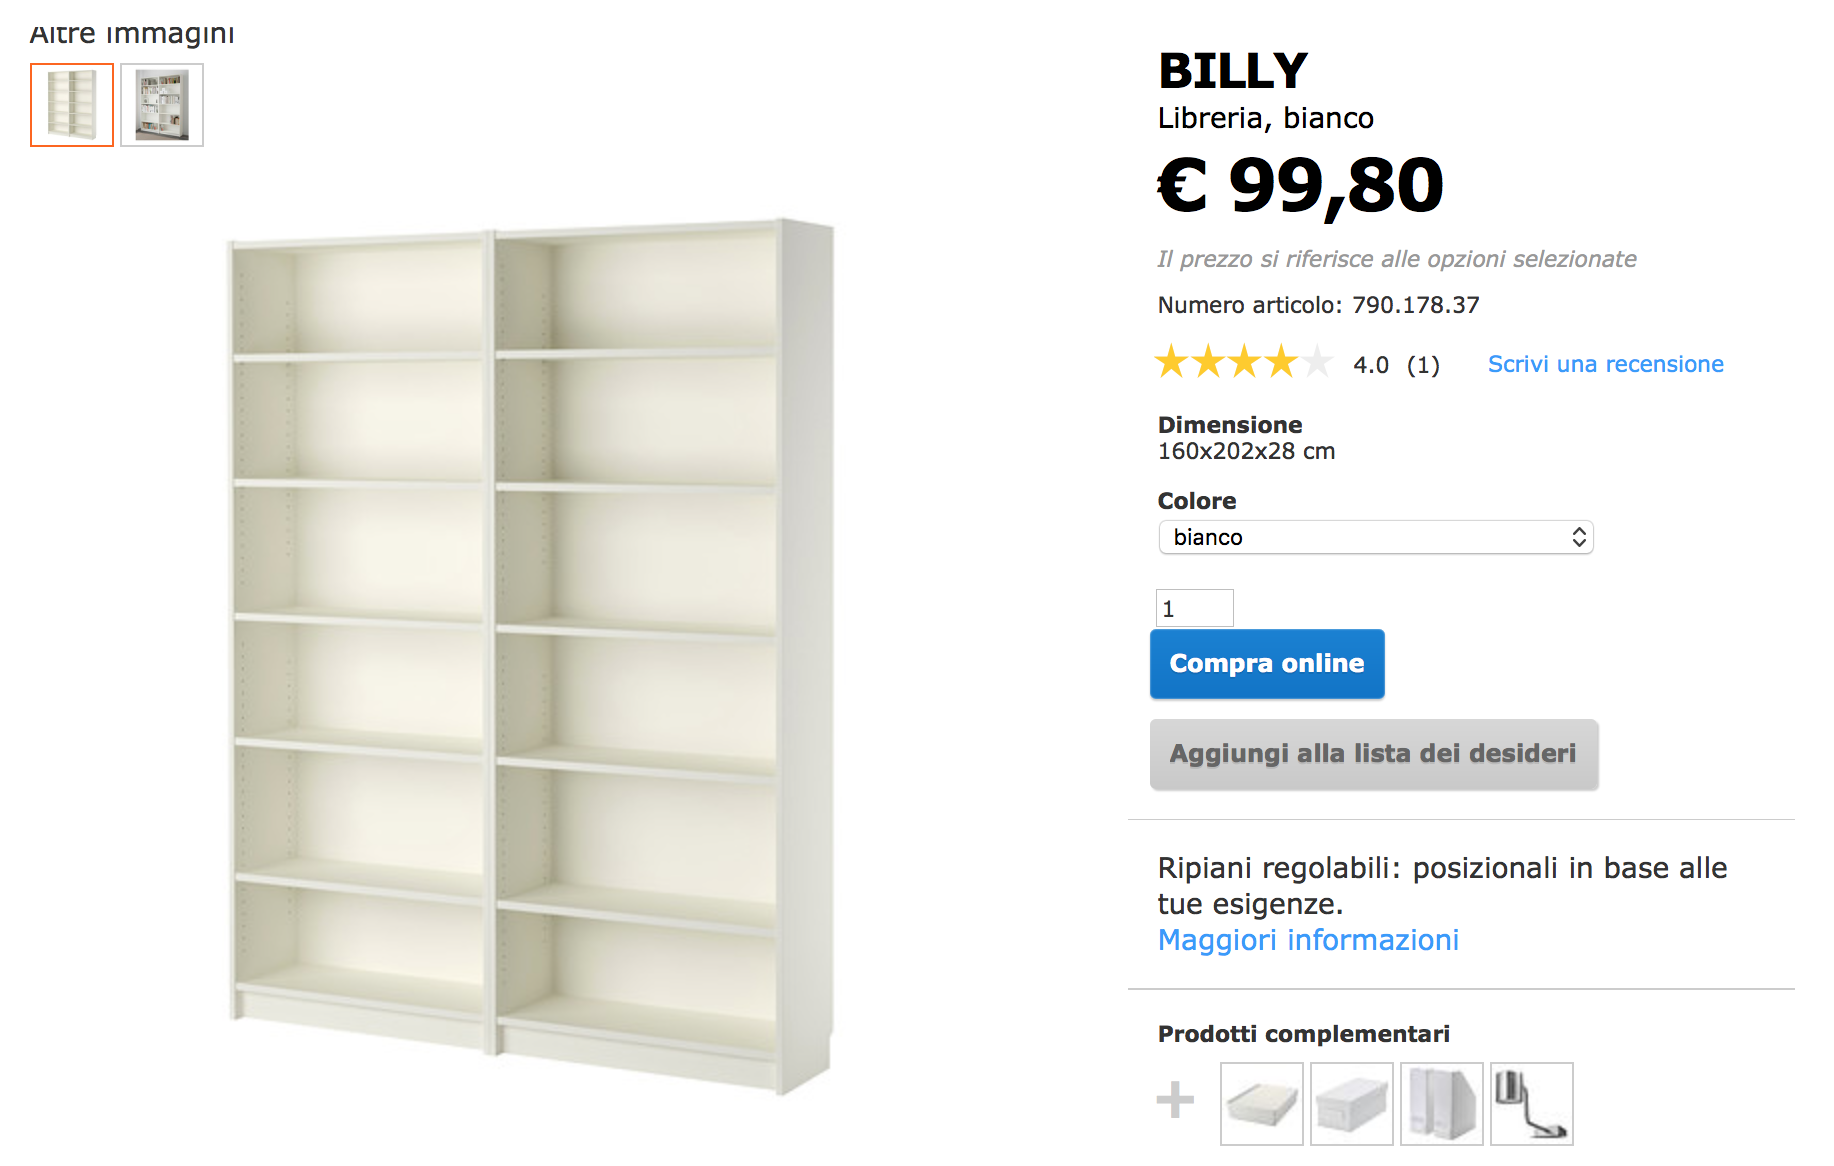 Altre immagini
BILLY
Libreria, bianco
€ 99,80
Il prezzo si riferisce alle opzioni selezionate
Numero articolo: 790.178.37
4.0 (1) Scrivi una recensione
Dimensione
160x202x28 cm
Colore
bianco
1
Compra online
Aggiungi alla lista dei desideri
Ripiani regolabili: posizionali in base alle
tue esigenze.
Maggiori informazioni
Prodotti complementari